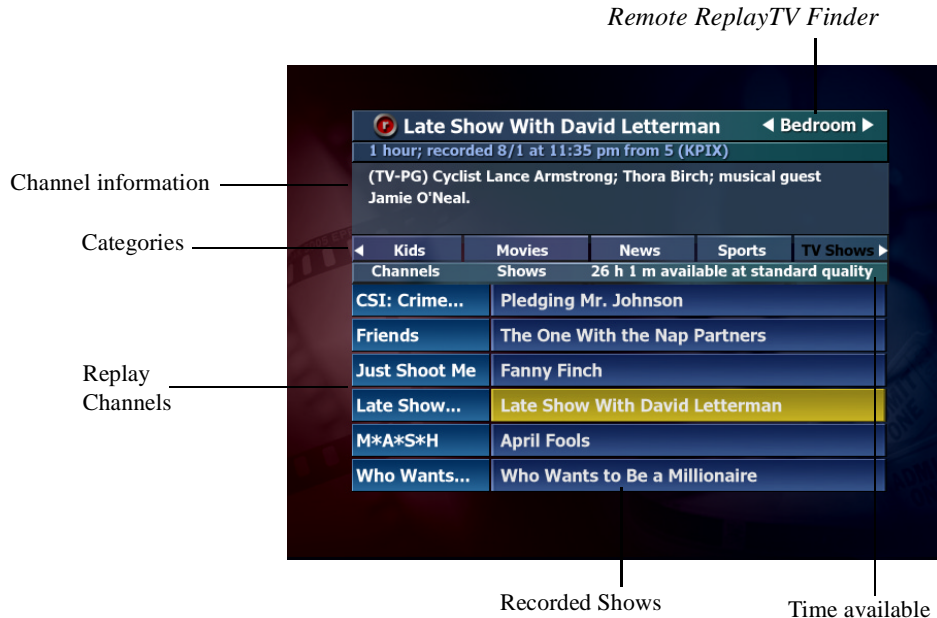 Remote ReplayTV Finder
r Late Show With David Letterman ◀ Bedroom ▶
1 hour; recorded 8/1 at 11:35 pm from 5 (KPIX)
Channel information
(TV-PG) Cyclist Lance Armstrong; Thora Birch; musical guest
Jamie O'Neal.
Categories
◀ Kids Movies News Sports TV Shows ▶
Channels Shows 26 h 1 m available at standard quality
CSI: Crime... Pledging Mr. Johnson
Friends The One With the Nap Partners
Replay
Channels
Just Shoot Me Fanny Finch
Late Show... Late Show With David Letterman
M*A*S*H April Fools
Who Wants... Who Wants to Be a Millionaire
Recorded Shows
Time available